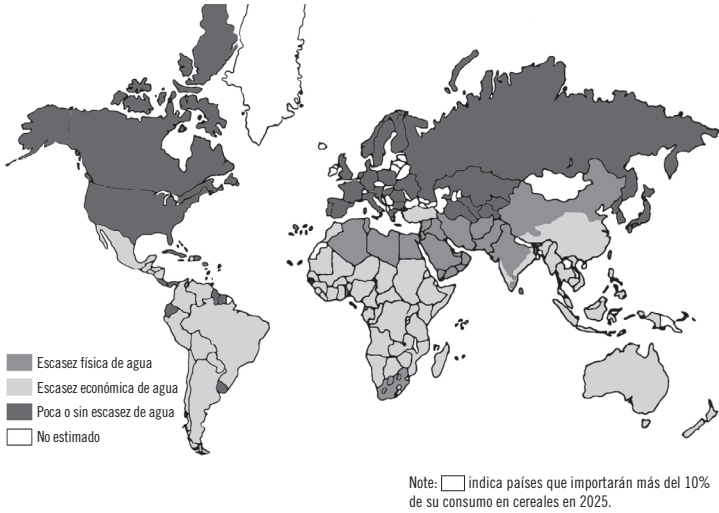 Escasez física de agua
Escasez económica de agua
Poca o sin escasez de agua
No estimado
Note: indica países que importarán más del 10%
de su consumo en cereales en 2025.